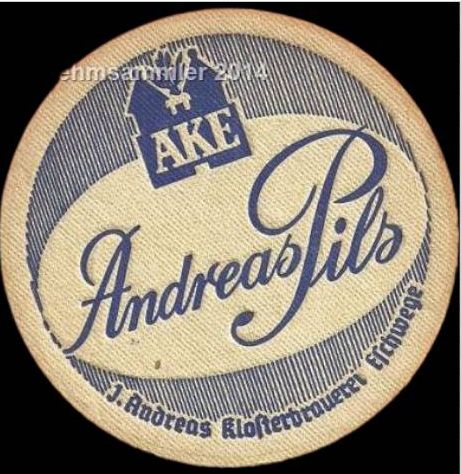 ehmsammler 2014
AKE
Andreas Pils
J. Andreas Klosterbrauerei Eschwege